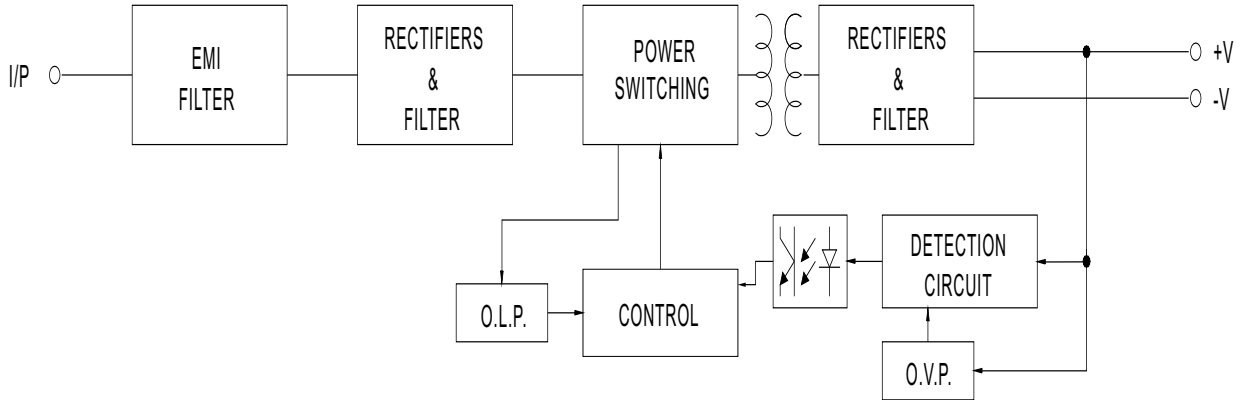 I/P
EMI
FILTER
RECTIFIERS
&
FILTER
POWER
SWITCHING
RECTIFIERS
&
FILTER
+V
-V
O.L.P.
CONTROL
DETECTION
CIRCUIT
O.V.P.